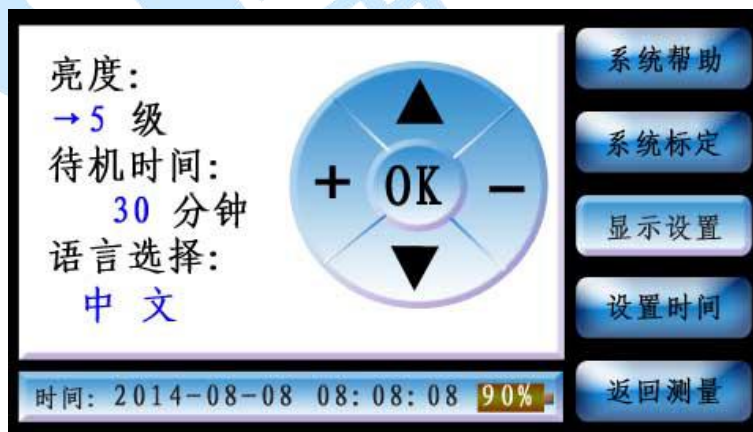 亮度:
→5 级
待机时间:
30 分钟
语言选择:
中 文
+ OK -
系统帮助
系统标定
显示设置
设置时间
返回测量
时间: 2014-08-08 08:08:08 90%